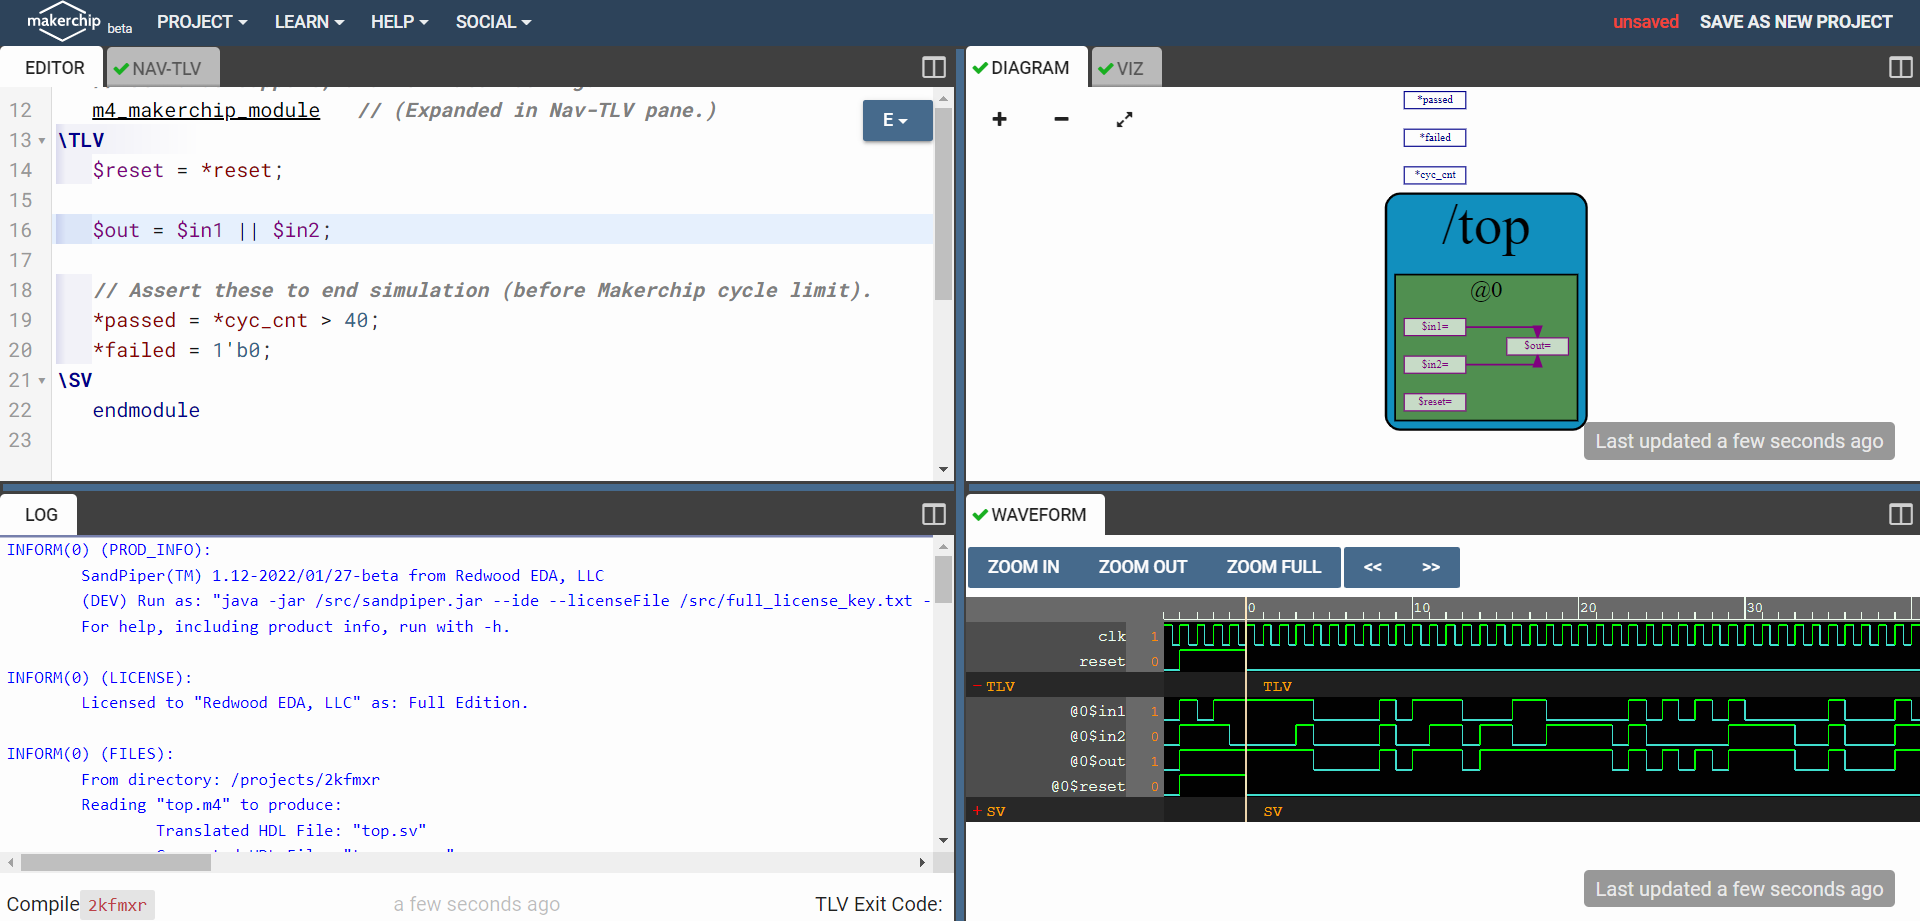 makerchip beta PROJECT LEARN HELP SOCIAL unsaved SAVE AS NEW PROJECT
EDITOR NAV-TLV
12 m4_makerchip_module // (Expanded in Nav-TLV pane.)
13 \TLV
14 $reset = *reset;
15
16 $out = $in1 || $in2;
17
18 // Assert these to end simulation (before Makerchip cycle limit).
19 *passed = *cyc_cnt > 40;
20 *failed = 1'b0;
21 \SV
22 endmodule
23
E
DIAGRAM VIZ
*passed
*failed
*cyc_cnt
/top
@0
$in1=
$out=
$in2=
$reset=
Last updated a few seconds ago
LOG
INFORM(0) (PROD_INFO):
SandPiper(TM) 1.12-2022/01/27-beta from Redwood EDA, LLC
(DEV) Run as: "java -jar /src/sandpiper.jar --ide --licenseFile /src/full_license_key.txt -
For help, including product info, run with -h.
INFORM(0) (LICENSE):
Licensed to "Redwood EDA, LLC" as: Full Edition.
INFORM(0) (FILES):
From directory: /projects/2kfmxr
Reading "top.m4" to produce:
Translated HDL File: "top.sv"
Compile 2kfmxr a few seconds ago TLV Exit Code:
WAVEFORM
ZOOM IN ZOOM OUT ZOOM FULL << >>
0 10 20 30
clk 1
reset 0
- TLV TLV
@0$in1 1
@0$in2 0
@0$out 1
@0$reset 0
+ SV SV
Last updated a few seconds ago